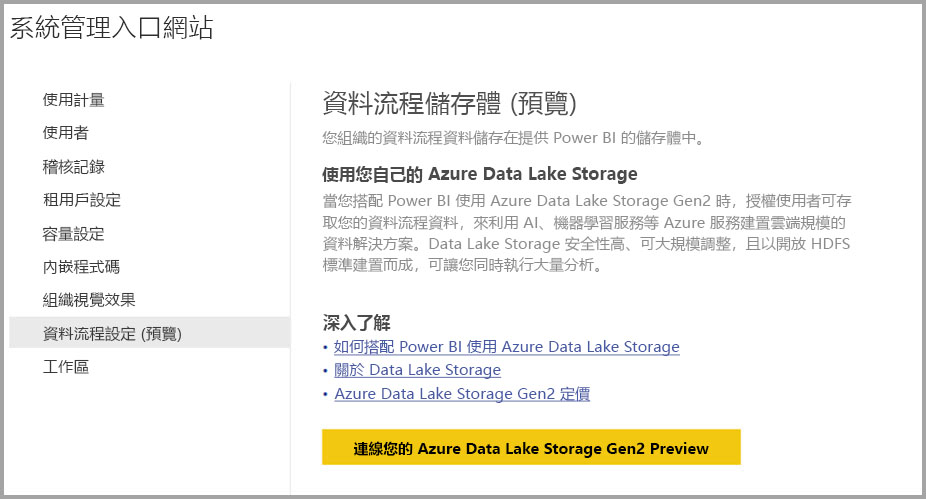 系統管理入口網站
使用計量
使用者
稽核記錄
租用戶設定
容量設定
內嵌程式碼
組織視覺效果
資料流程設定 (預覽)
工作區
資料流程儲存體 (預覽)
您組織的資料流程資料儲存在提供 Power BI 的儲存體中。
使用您自己的 Azure Data Lake Storage
當您搭配 Power BI 使用 Azure Data Lake Storage Gen2 時，授權使用者可存
取您的資料流程資料，來利用 AI、機器學習服務等 Azure 服務建置雲端規模的
資料解決方案。Data Lake Storage 安全性高、可大規模調整，且以開放 HDFS
標準建置而成，可讓您同時執行大量分析。
深入了解
• 如何搭配 Power BI 使用 Azure Data Lake Storage
• 關於 Data Lake Storage
• Azure Data Lake Storage Gen2 定價
連線您的 Azure Data Lake Storage Gen2 Preview